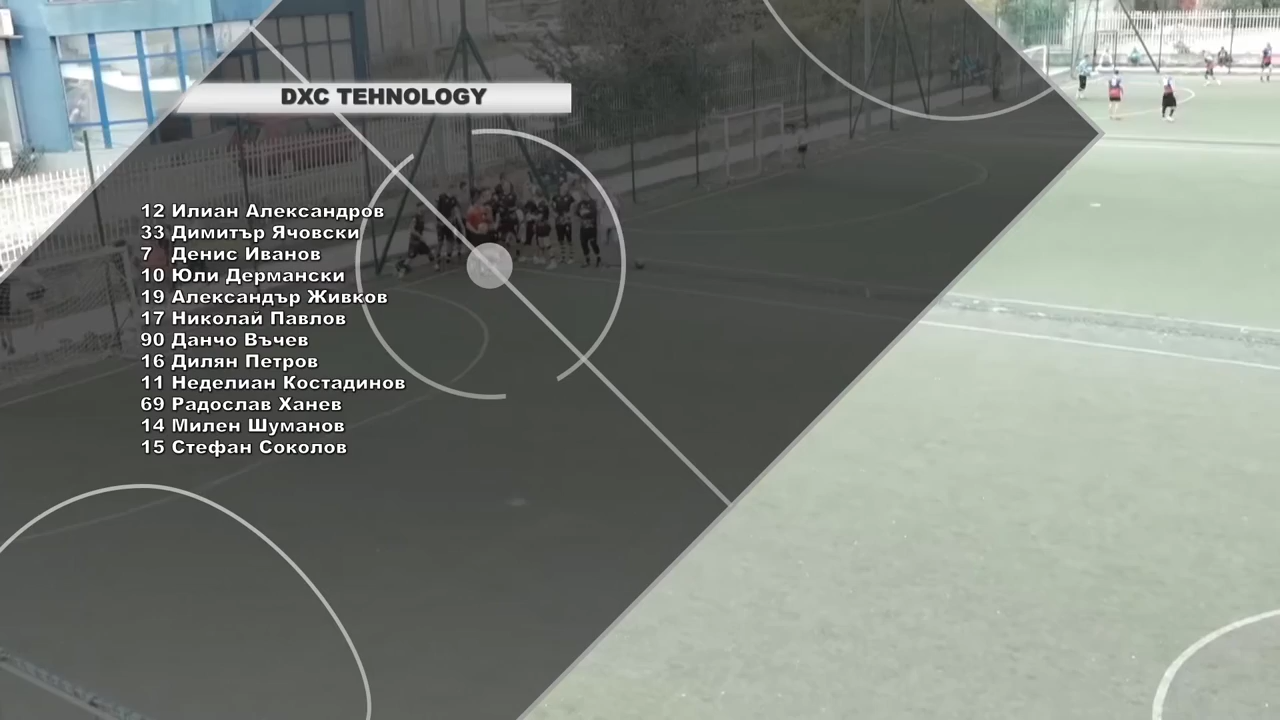 DXC TEHNOLOGY
12 Илиан Александров
33 Димитър Ячовски
7 Денис Иванов
10 Юли Дермански
19 Александър Живков
17 Николай Павлов
90 Данчо Въчев
16 Дилян Петров
11 Неделиан Костадинов
69 Радослав Ханев
14 Милен Шуманов
15 Стефан Соколов